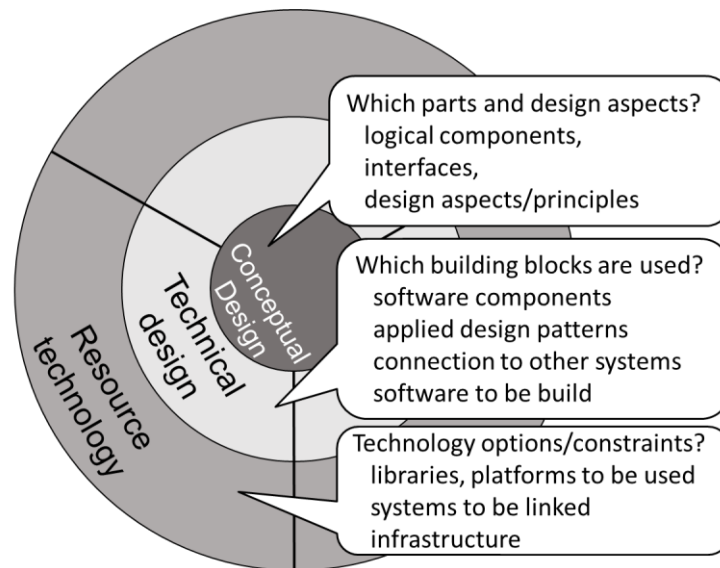 Which parts and design aspects?
logical components,
interfaces,
design aspects/principles
Conceptual
Design
Which building blocks are used?
software components
applied design patterns
connection to other systems
software to be build
Technical
design
Technology options/constraints?
libraries, platforms to be used
systems to be linked
infrastructure
Resource
technology